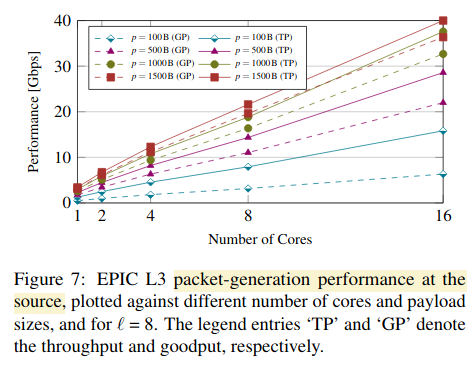 Performance [Gbps]
40
30
20
10
0
p = 100 B (GP) p = 100 B (TP)
p = 500 B (GP) p = 500 B (TP)
p = 1000 B (GP) p = 1000 B (TP)
p = 1500 B (GP) p = 1500 B (TP)
1 2 4 8 16
Number of Cores
Figure 7: EPIC L3 packet-generation performance at the
source, plotted against different number of cores and payload
sizes, and for ℓ = 8. The legend entries ‘TP’ and ‘GP’ denote
the throughput and goodput, respectively.